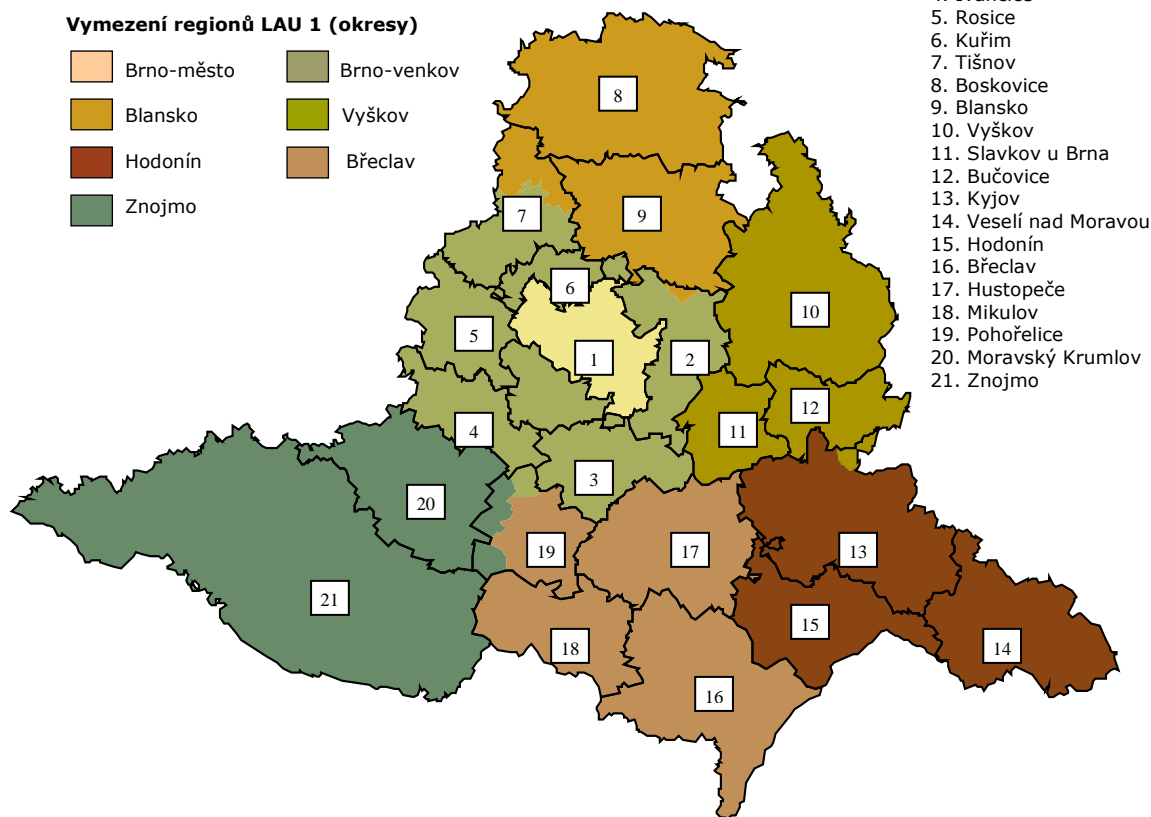 Vymezení regionů LAU 1 (okresy)
Brno-město
Brno-venkov
Blansko
Vyškov
Hodonín
Břeclav
Znojmo
5. Rosice
6. Kuřim
7. Tišnov
8. Boskovice
9. Blansko
10. Vyškov
11. Slavkov u Brna
12. Bučovice
13. Kyjov
14. Veselí nad Moravou
15. Hodonín
16. Břeclav
17. Hustopeče
18. Mikulov
19. Pohořelice
20. Moravský Krumlov
21. Znojmo
8
7
9
6
10
5
1
2
12
4
11
3
20
19
17
13
21
15
18
14
16